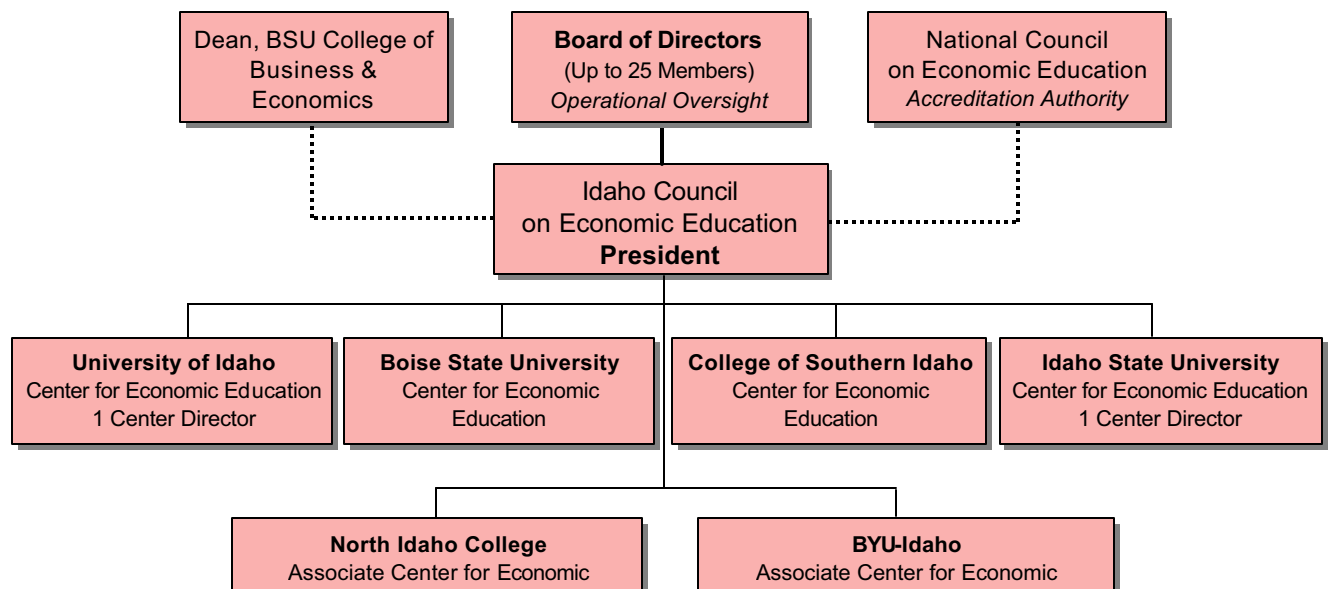 Dean, BSU College of
Business &
Economics
Board of Directors
(Up to 25 Members)
Operational Oversight
National Council
on Economic Education
Accreditation Authority
Idaho Council
on Economic Education
President
University of Idaho
Center for Economic Education
1 Center Director
Boise State University
Center for Economic
Education
College of Southern Idaho
Center for Economic
Education
Idaho State University
Center for Economic Education
1 Center Director
North Idaho College
Associate Center for Economic
BYU-Idaho
Associate Center for Economic